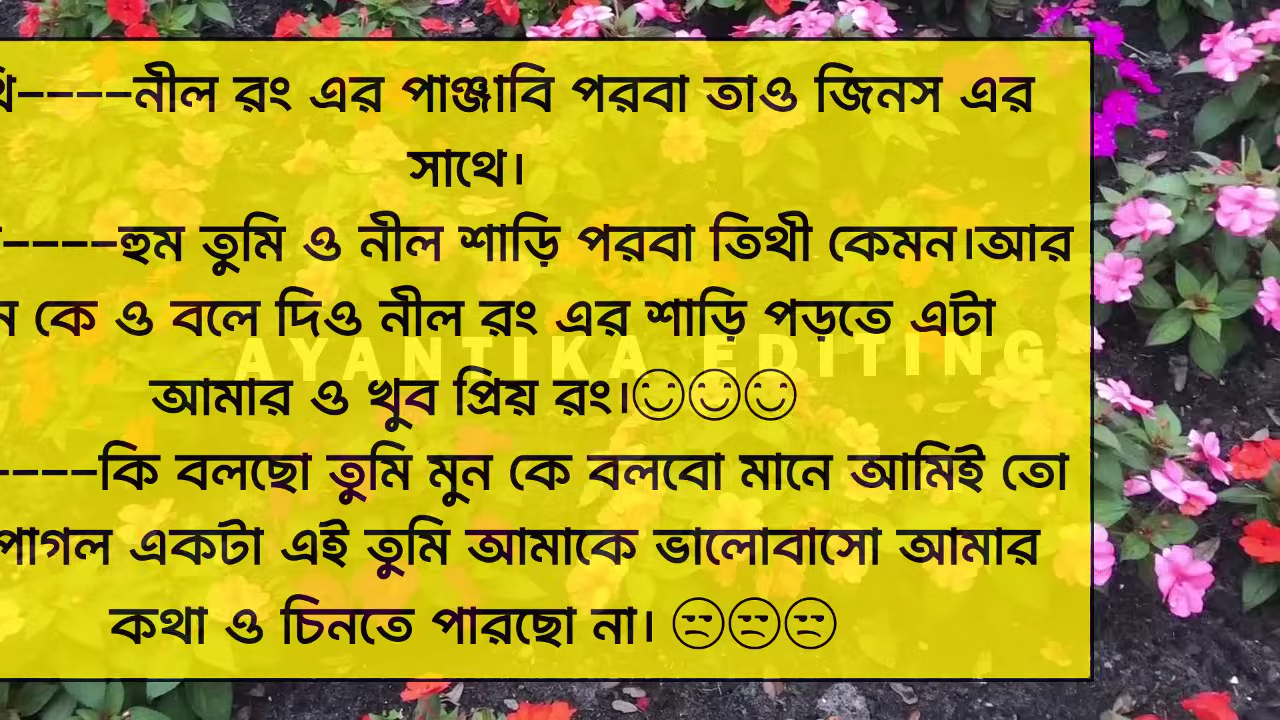 ----নীল রং এর পাঞ্জাবি পরবা তাও জিনস এর
সাথে।
----হুম তুমি ও নীল শাড়ি পরবা তিথী কেমন।আর
কে ও বলে দিও নীল রং এর শাড়ি পড়তে এটা
AYANTIKA EDITING
আমার ও খুব প্রিয় রং।
----কি বলছো তুমি মুন কে বলবো মানে আমিই তো
পাগল একটা এই তুমি আমাকে ভালোবাসো আমার
কথা ও চিনতে পারছো না। 😒😒😒